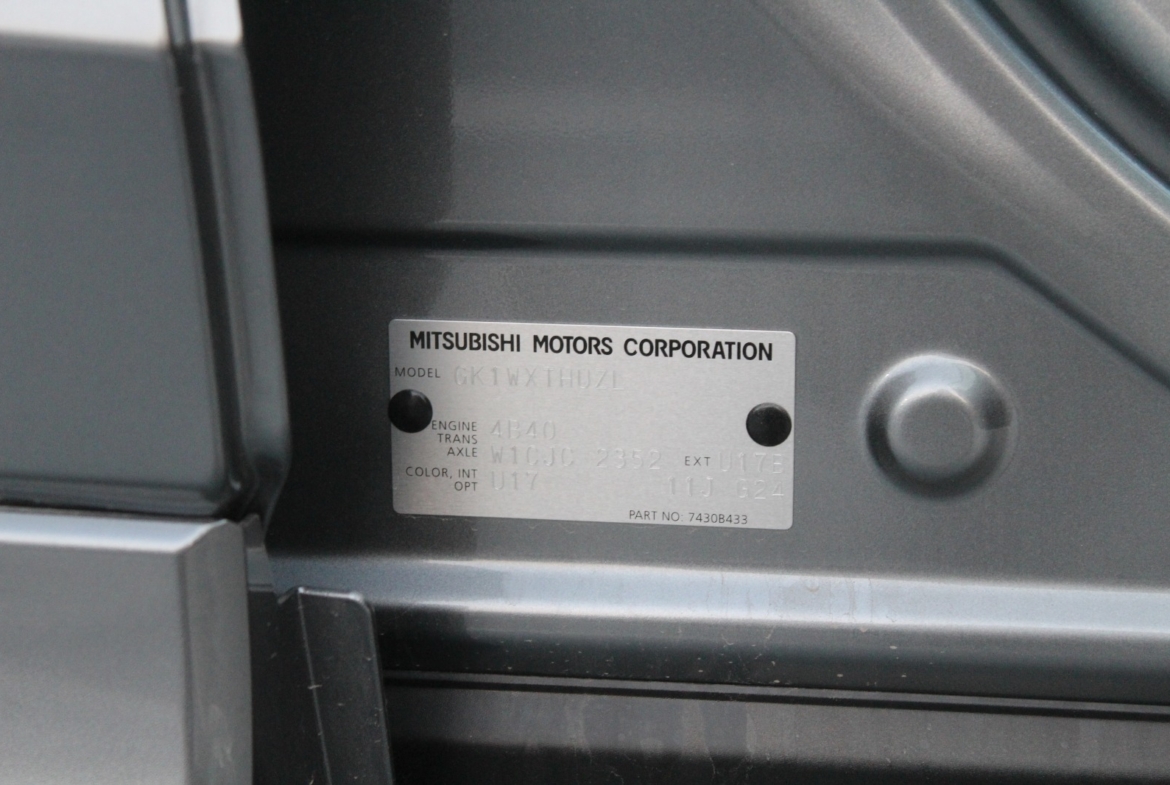 MITSUBISHI MOTORS CORPORATION
MODEL GK1WXTHUZL
ENGINE 4B40
TRANS
AXLE W1CJC 2392 EXT U17B
COLOR, INT
OPT U17 11J G24
PART NO: 7430B433